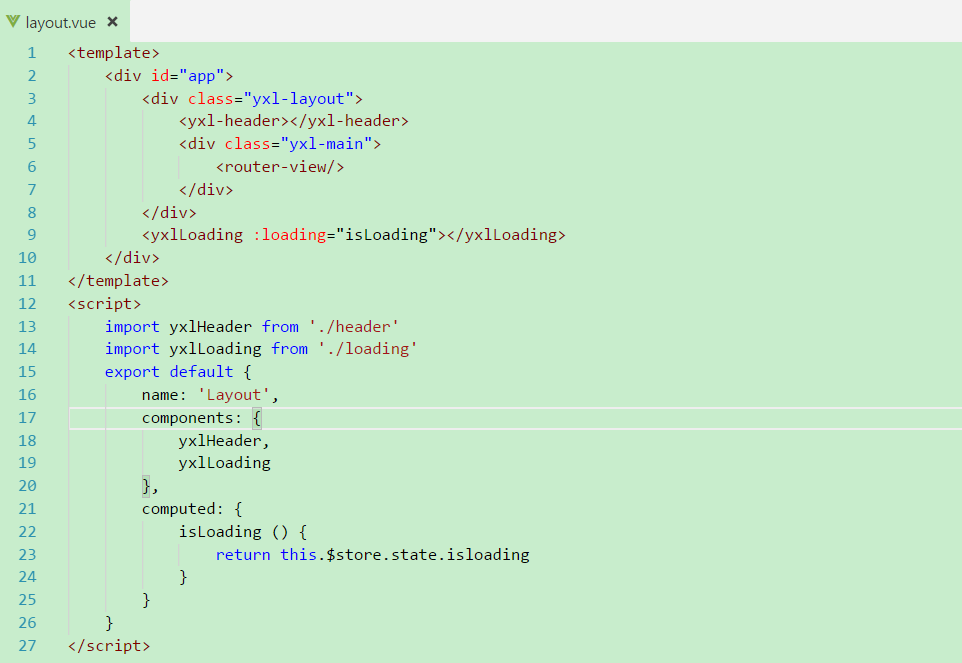 layout.vue ×
1 <template>
2     <div id="app">
3         <div class="yxl-layout">
4             <yxl-header></yxl-header>
5             <div class="yxl-main">
6                 <router-view/>
7             </div>
8         </div>
9         <yxlLoading :loading="isLoading"></yxlLoading>
10     </div>
11 </template>
12 <script>
13     import yxlHeader from './header'
14     import yxlLoading from './loading'
15     export default {
16         name: 'Layout',
17         components: {
18             yxlHeader,
19             yxlLoading
20         },
21         computed: {
22             isLoading () {
23                 return this.$store.state.isloading
24             }
25         }
26     }
27 </script>